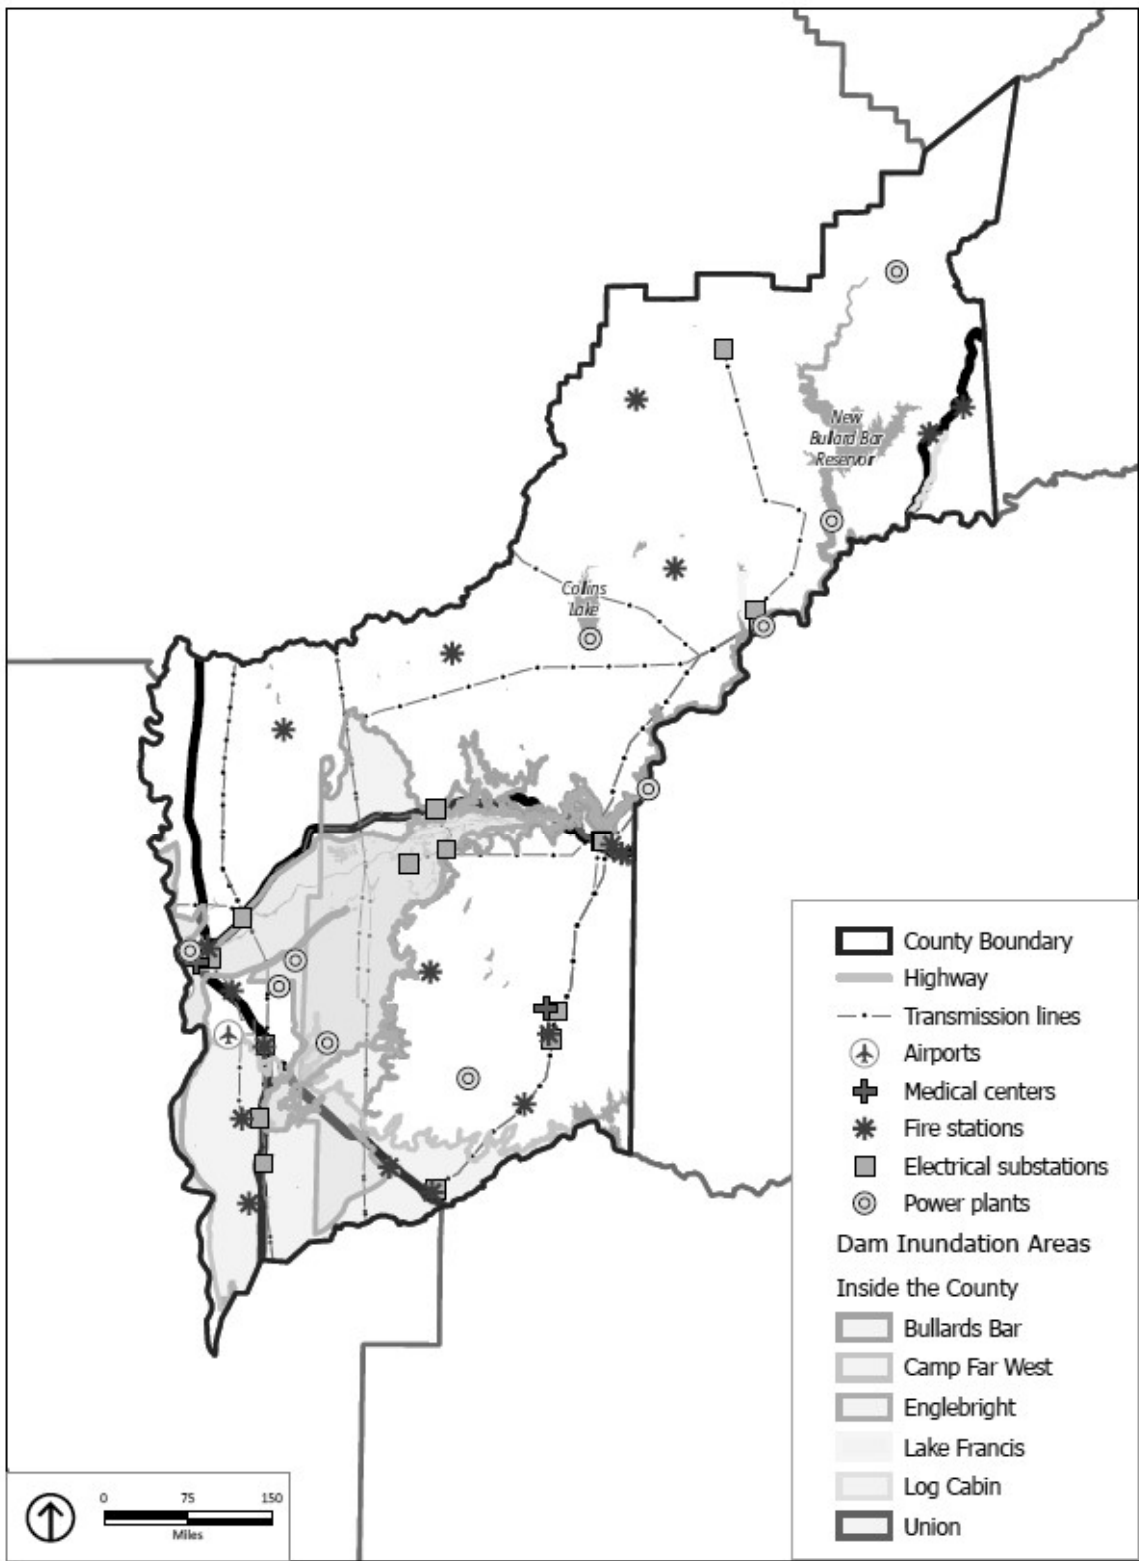 New
Bullard Bar
Reservoir
Collins
Lake
County Boundary
Highway
Transmission lines
Airports
Medical centers
Fire stations
Electrical substations
Power plants
Dam Inundation Areas
Inside the County
Bullards Bar
Camp Far West
Englebright
Lake Francis
Log Cabin
Union
0 75 150
Miles